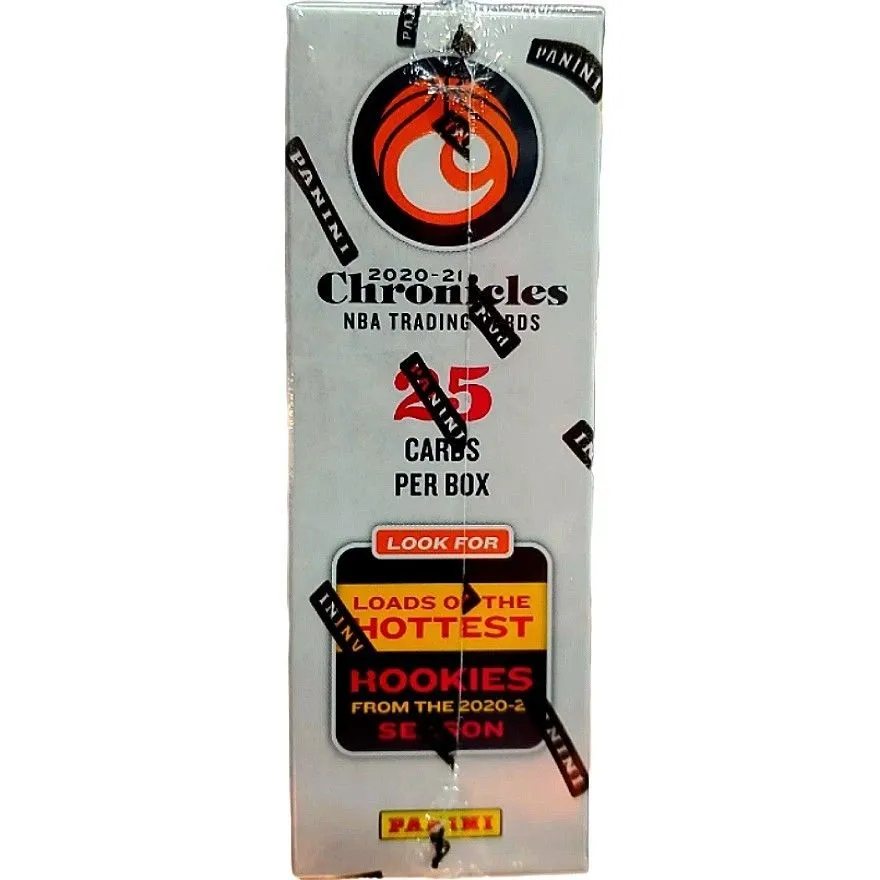 PANINI
PANINI
2020-21
Chronicles
NBA TRADING CARDS
25
PANINI
CARDS
PER BOX
LOOK FOR
LOADS OF THE
HOTTEST
ROOKIES
FROM THE 2020-2
SEASON
PANINI